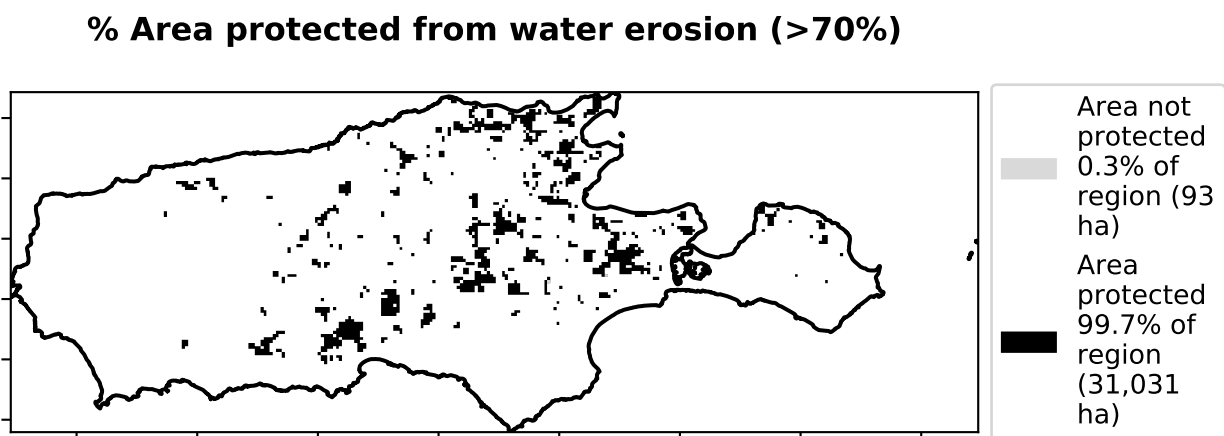 % Area protected from water erosion (>70%)
Area not
protected
0.3% of
region (93
ha)
Area
protected
99.7% of
region
(31,031
ha)